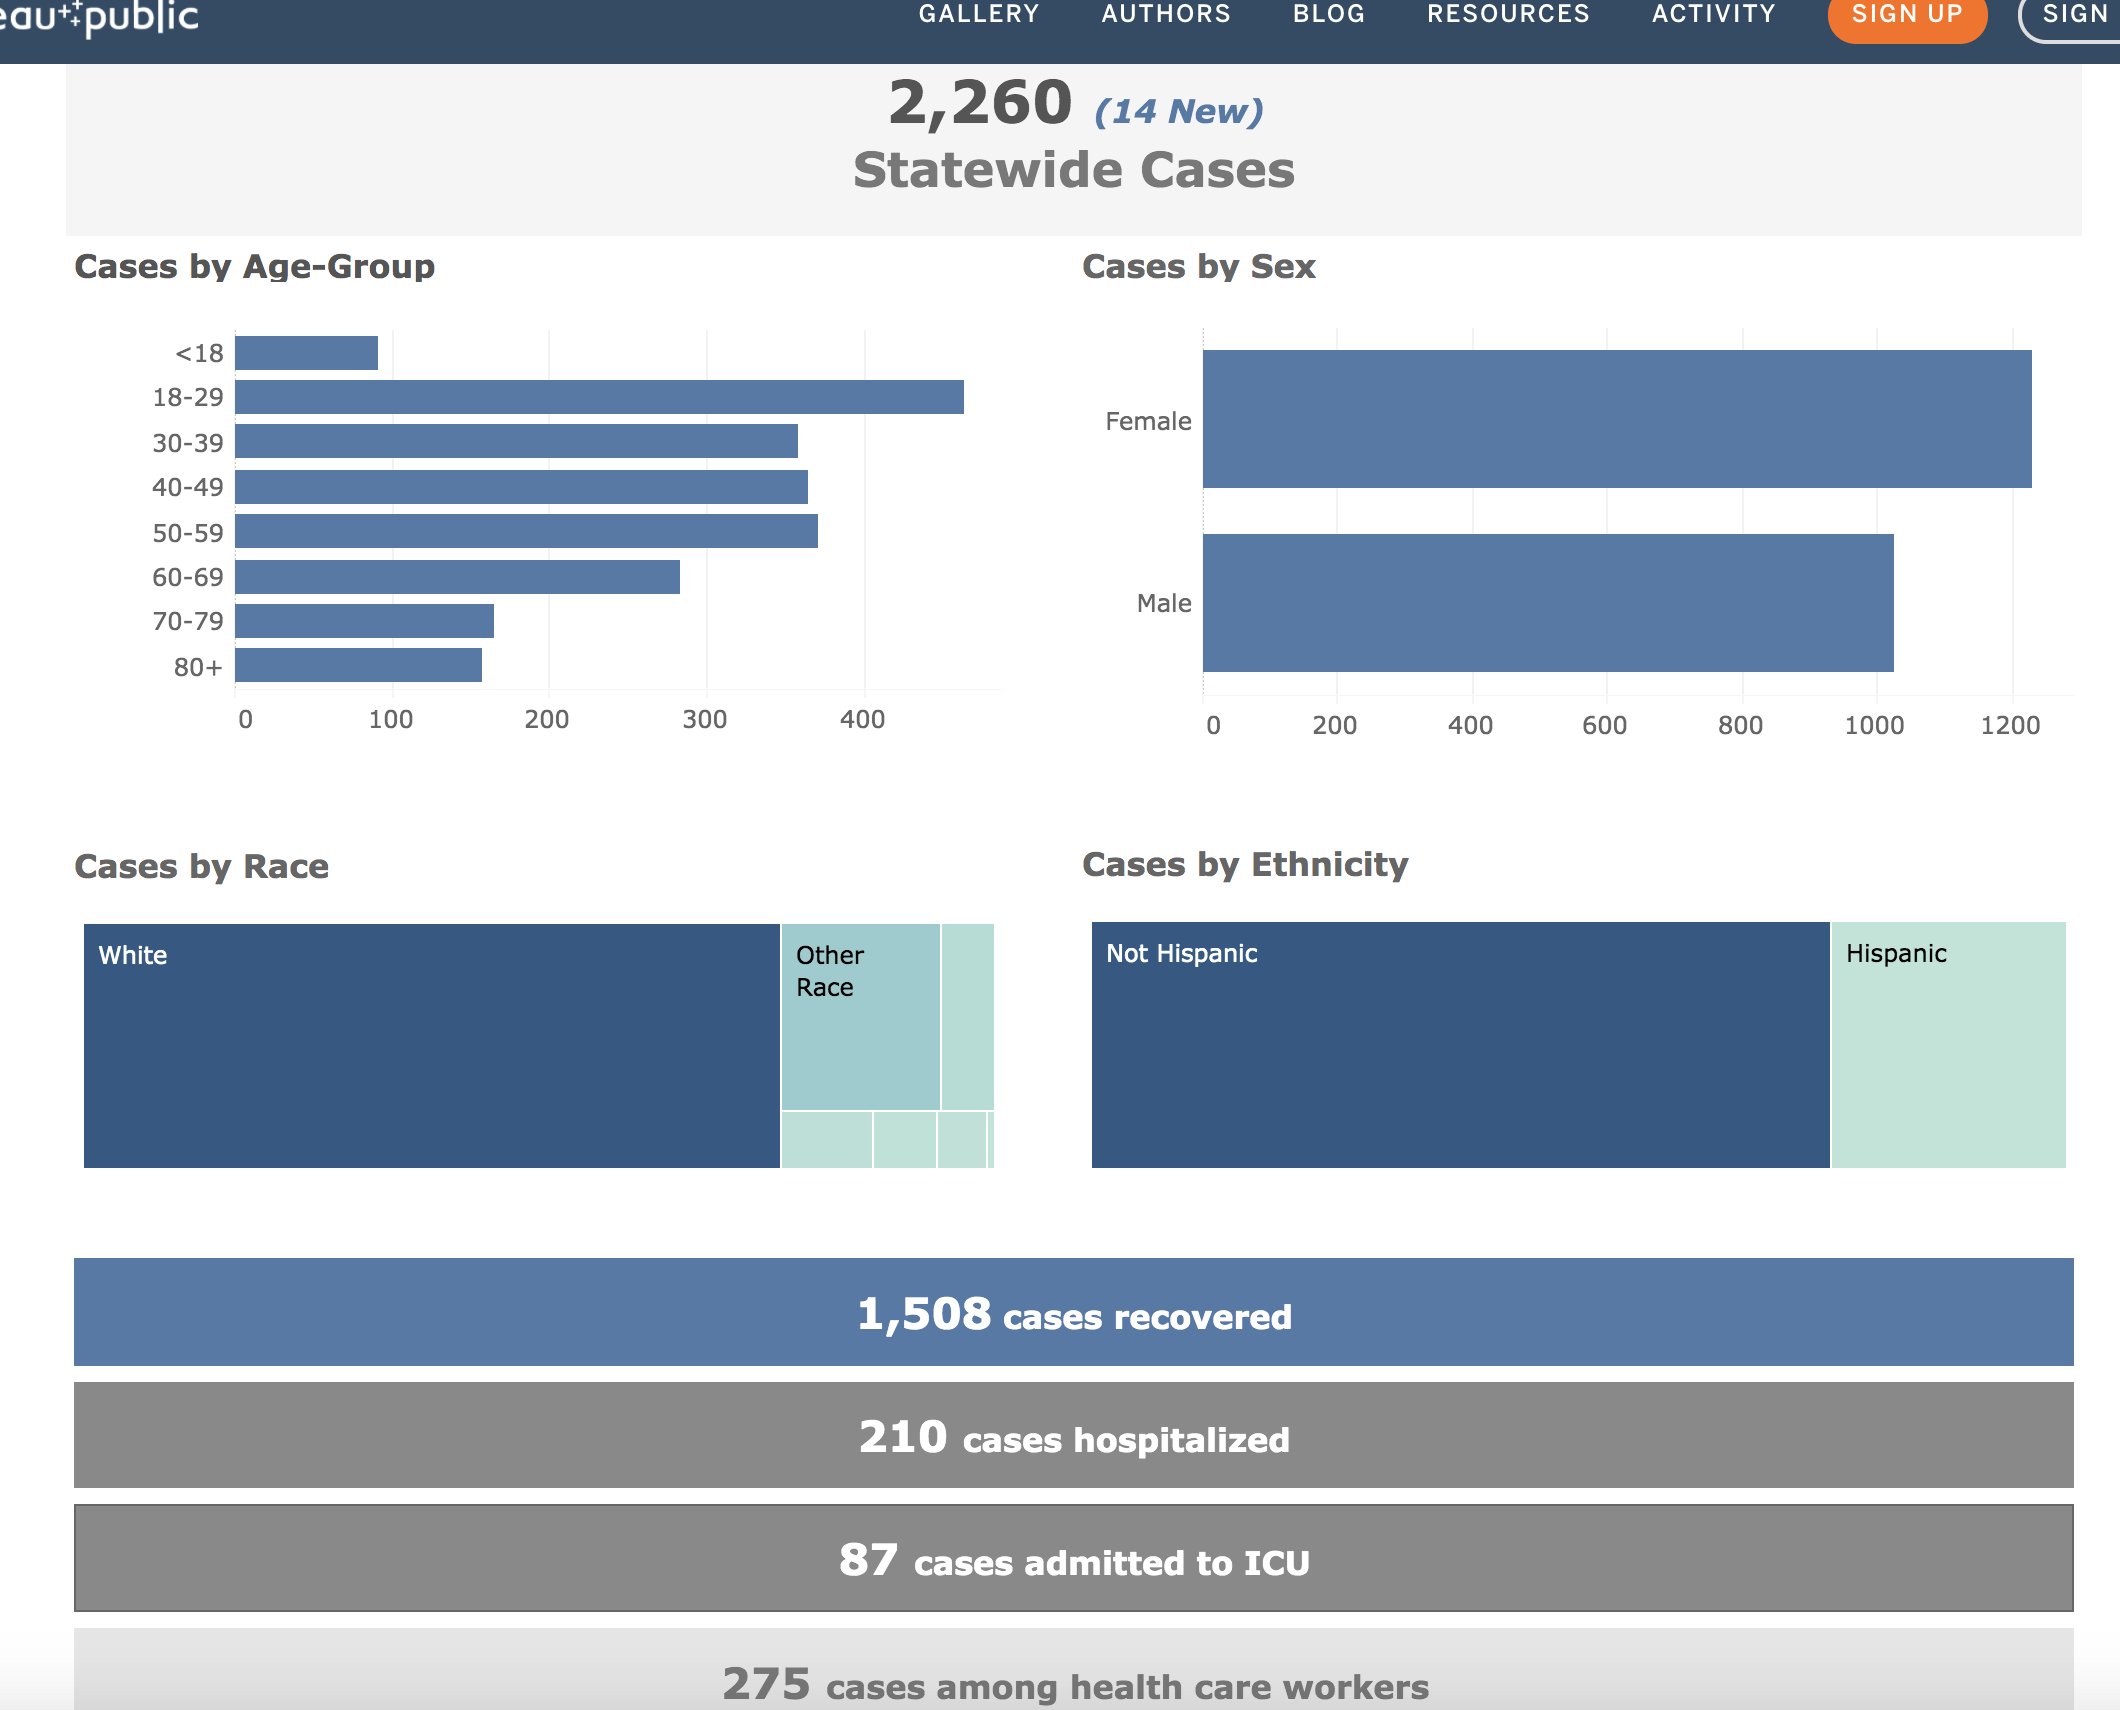 eau public
GALLERY AUTHORS BLOG RESOURCES ACTIVITY SIGN UP SIGN
2,260 (14 New)
Statewide Cases
Cases by Age-Group
<18
18-29
30-39
40-49
50-59
60-69
70-79
80+
0 100 200 300 400
Cases by Sex
Female
Male
0 200 400 600 800 1000 1200
Cases by Race
White
Other
Race
Cases by Ethnicity
Not Hispanic
Hispanic
1,508 cases recovered
210 cases hospitalized
87 cases admitted to ICU
275 cases among health care workers